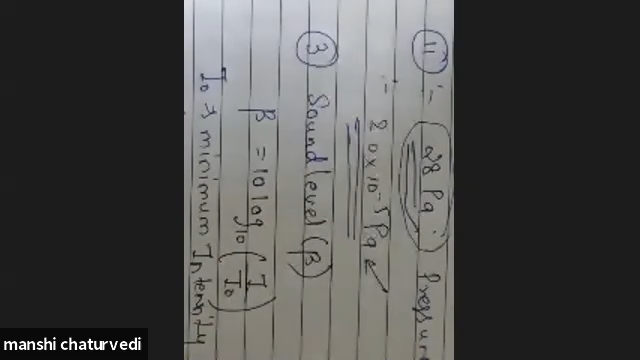 (11) :- 28 Pa Pressur
:- 2.0 x 10⁻⁵ Pa
(3) Sound level (β)
β = 10 log₁₀ (I/I₀)
I₀ → minimum Intensity
manshi chaturvedi